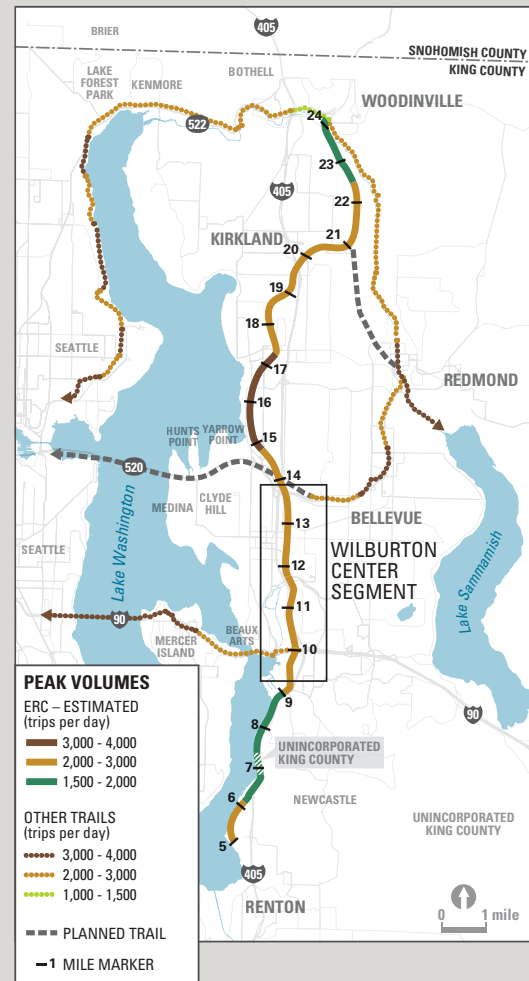 405
BRIER
SNOHOMISH COUNTY
KING COUNTY
LAKE
FOREST
PARK
KENMORE
BOTHELL
WOODINVILLE
522
24
23
405
22
KIRKLAND
21
20
19
18
SEATTLE
17
REDMOND
16
HUNTS
POINT
YARROW
POINT
15
520
14
MEDINA
CLYDE
HILL
BELLEVUE
13
SEATTLE
Lake Washington
WILBURTON
CENTER
SEGMENT
12
Lake Sammamish
11
90
MERCER
ISLAND
BEAUX
ARTS
10
9
90
8
UNINCORPORATED
KING COUNTY
7
NEWCASTLE
6
UNINCORPORATED
KING COUNTY
5
405
RENTON
0 1 mile
PEAK VOLUMES
ERC – ESTIMATED
(trips per day)
3,000 - 4,000
2,000 - 3,000
1,500 - 2,000
OTHER TRAILS
(trips per day)
3,000 - 4,000
2,000 - 3,000
1,000 - 1,500
PLANNED TRAIL
1 MILE MARKER